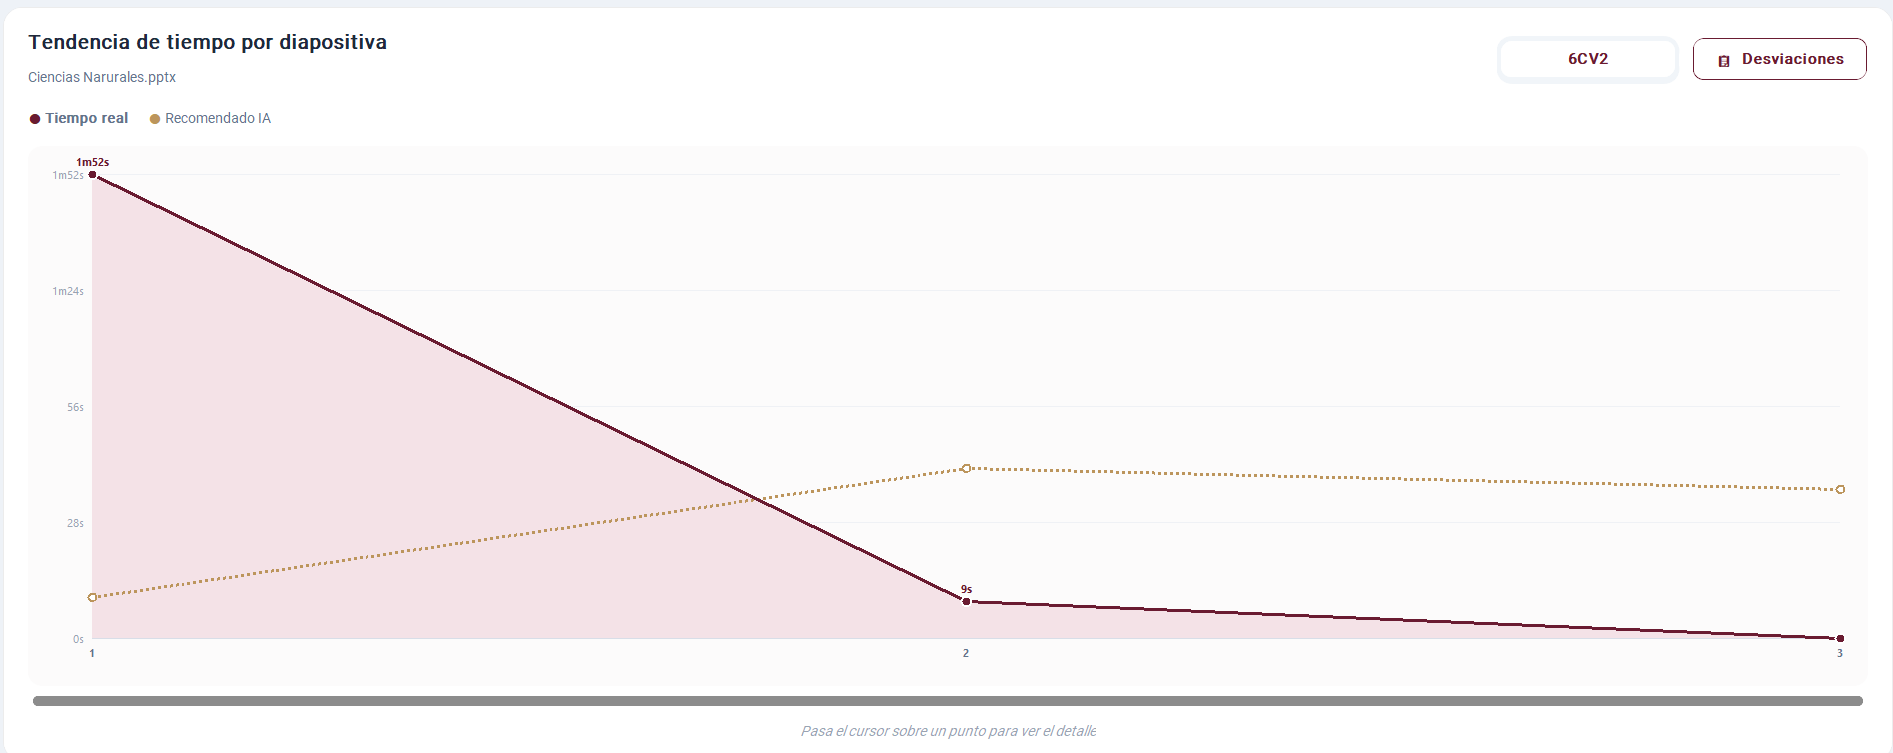 Tendencia de tiempo por diapositiva
Ciencias Narurales.pptx
6CV2
Desviaciones
Tiempo real
Recomendado IA
1m52s
1m52s
1m24s
56s
28s
9s
0s
1
2
3
Pasa el cursor sobre un punto para ver el detalle